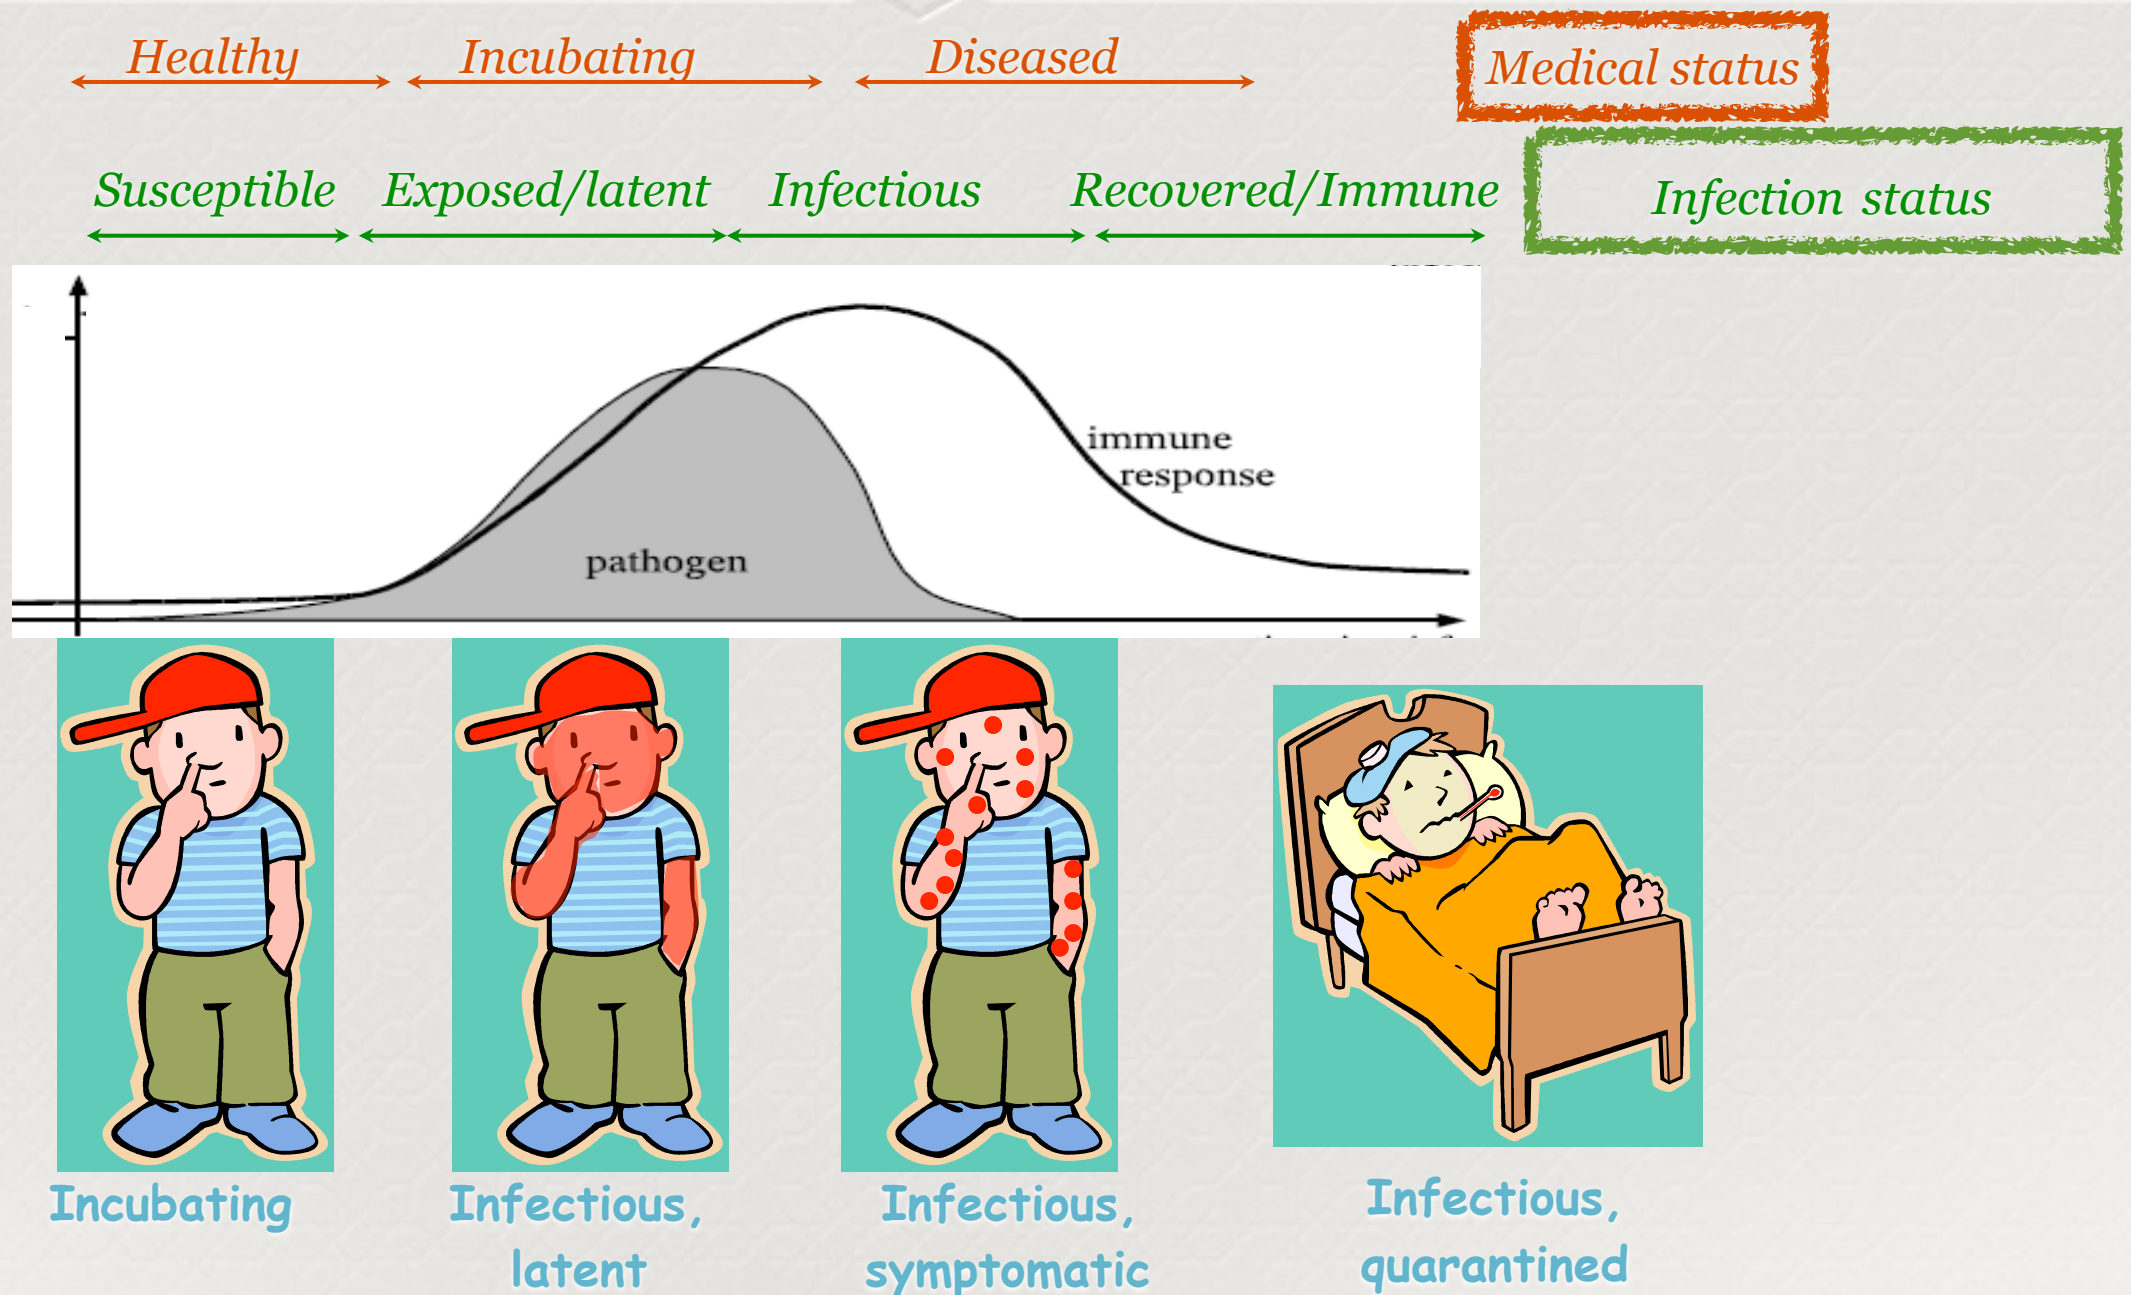 Healthy
Incubating
Diseased
Medical status
Susceptible
Exposed/latent
Infectious
Recovered/Immune
Infection status
immune
response
pathogen
Incubating
Infectious,
latent
Infectious,
symptomatic
Infectious,
quarantined